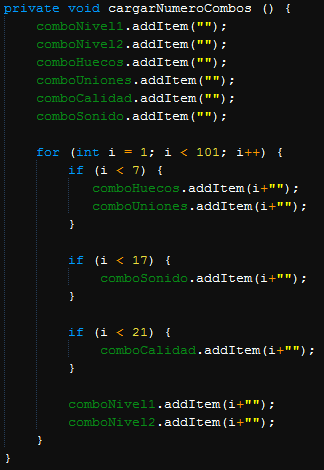 private void cargarNumeroCombos () {
    comboNivel1.addItem("");
    comboNivel2.addItem("");
    comboHuecos.addItem("");
    comboUniones.addItem("");
    comboCalidad.addItem("");
    comboSonido.addItem("");

    for (int i = 1; i < 101; i++) {
        if (i < 7) {
           comboHuecos.addItem(i+"");
           comboUniones.addItem(i+"");
        }

        if (i < 17) {
            comboSonido.addItem(i+"");
        }

        if (i < 21) {
            comboCalidad.addItem(i+"");
        }

        comboNivel1.addItem(i+"");
        comboNivel2.addItem(i+"");
    }
}